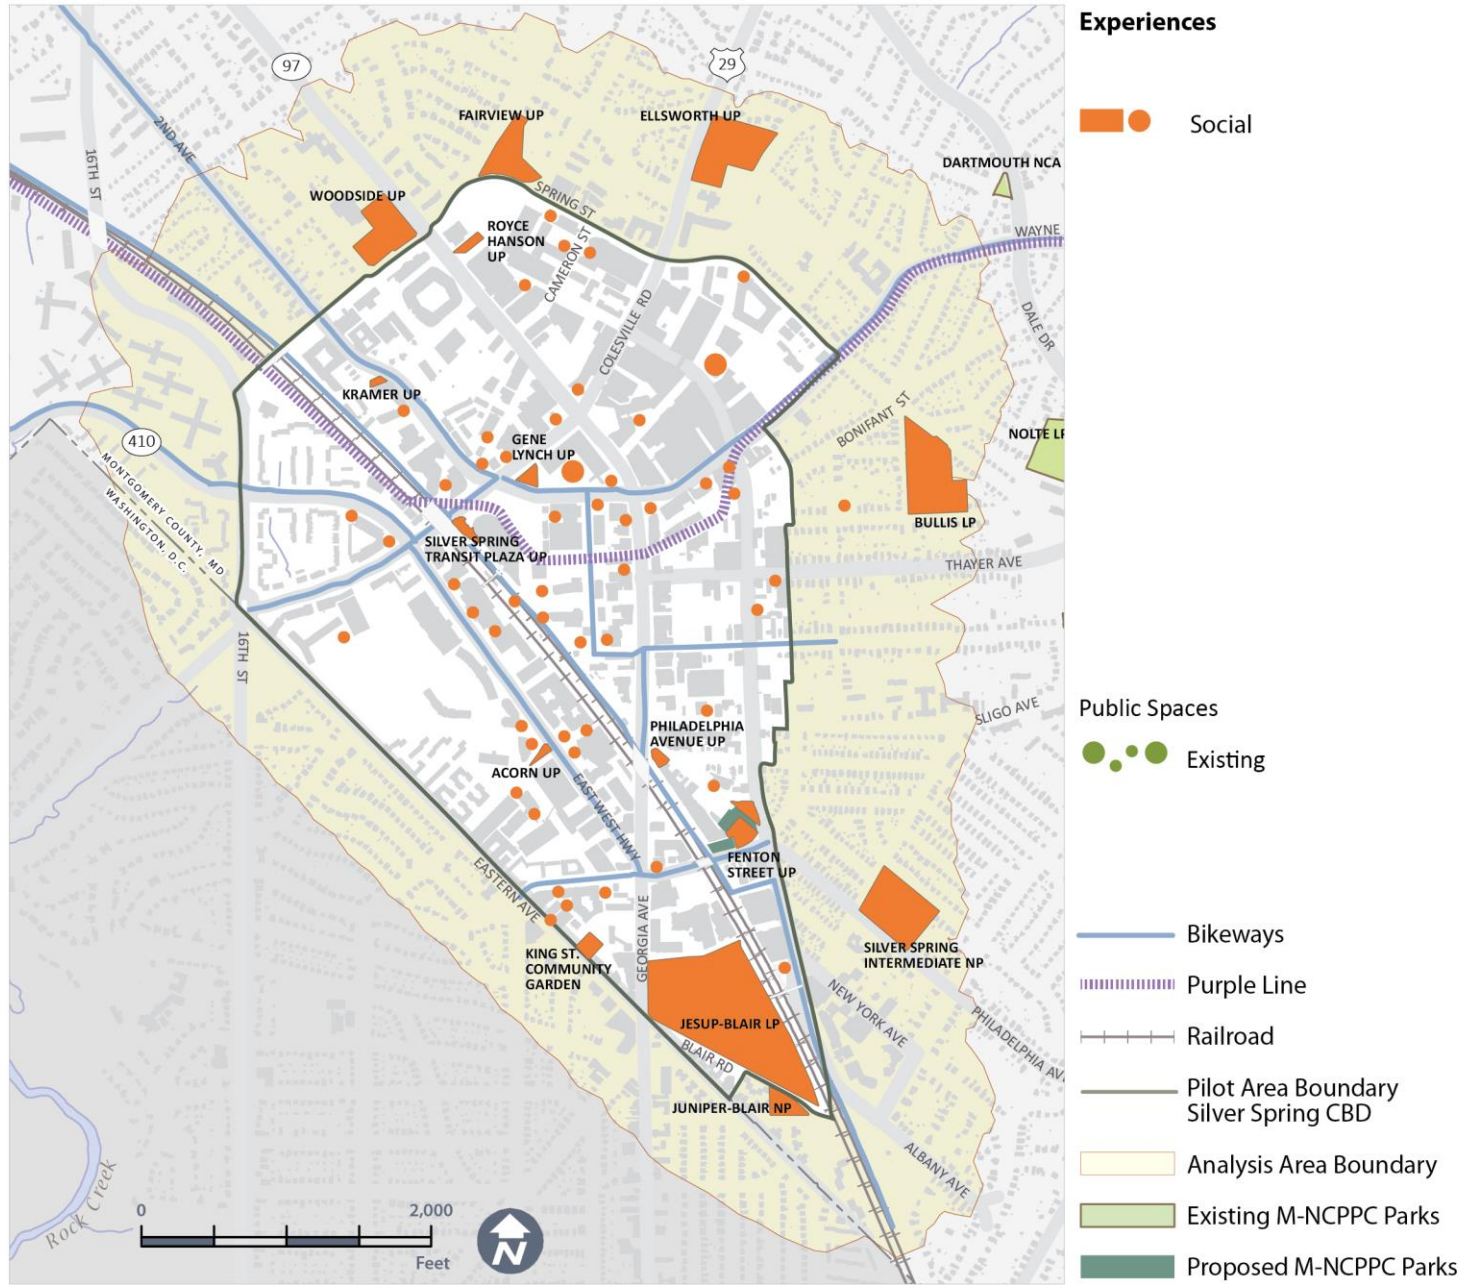 Experiences
Social
Public Spaces
Existing
Bikeways
Purple Line
Railroad
Pilot Area Boundary
Silver Spring CBD
Analysis Area Boundary
Existing M-NCPPC Parks
Proposed M-NCPPC Parks
97
29
2ND AVE
16TH ST
FAIRVIEW UP
ELLSWORTH UP
DARTMOUTH NCA
WOODSIDE UP
SPRING ST
ROYCE
HANSON
UP
CAMERON ST
WAYNE
COLESVILLE RD
DALE DR
KRAMER UP
BONIFANT ST
410
NOLTE LP
GENE
LYNCH UP
MONTGOMERY COUNTY, MD
WASHINGTON, D.C.
BULLIS LP
SILVER SPRING
TRANSIT PLAZA UP
THAYER AVE
16TH ST
SLIGO AVE
PHILADELPHIA
AVENUE UP
ACORN UP
EAST WEST HWY
FENTON
STREET UP
EASTERN AVE
GEORGIA AVE
KING ST.
COMMUNITY
GARDEN
SILVER SPRING
INTERMEDIATE NP
NEW YORK AVE
PHILADELPHIA AV
JESUP-BLAIR LP
BLAIR RD
JUNIPER-BLAIR NP
ALBANY AVE
Rock Creek
0
2,000
Feet
N